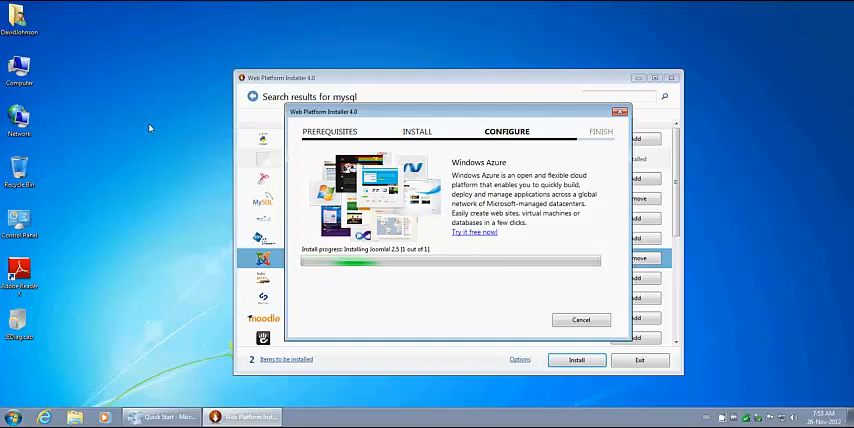 DavidJohnson
Computer
Network
Recycle Bin
Control Panel
Adobe Reader
X
IEDiag.cab
Web Platform Installer 4.0
Search results for mysql
Web Platform Installer 4.0
PREREQUISITES INSTALL CONFIGURE FINISH
Windows Azure
Windows Azure is an open and flexible cloud
platform that enables you to quickly build,
deploy and manage applications across a global
network of Microsoft-managed datacenters.
Easily create web sites, virtual machines or
databases in a few clicks.
Try it free now!
Install progress: Installing Joomla! 2.5 [1 out of 1]
Cancel
MySQL
moodle
2 Items to be installed
Options
Install
Exit
Quick Start - Micr...
Web Platform Inst...
7:53 AM
26-Nov-2012